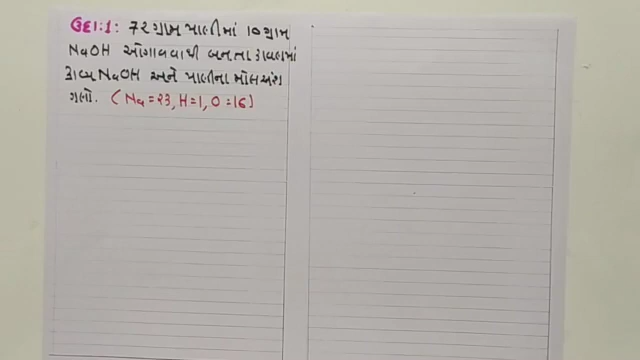 ઉદા:1: 72 ગ્રામ પાણીમાં 10 ગ્રામ
NaOH ઓગાળવાથી બનતા દ્રાવણમાં
દ્રાવ્ય NaOH અને પાણીના મોલઅંશ
ગણો. (Na = 23, H = 1, O = 16)